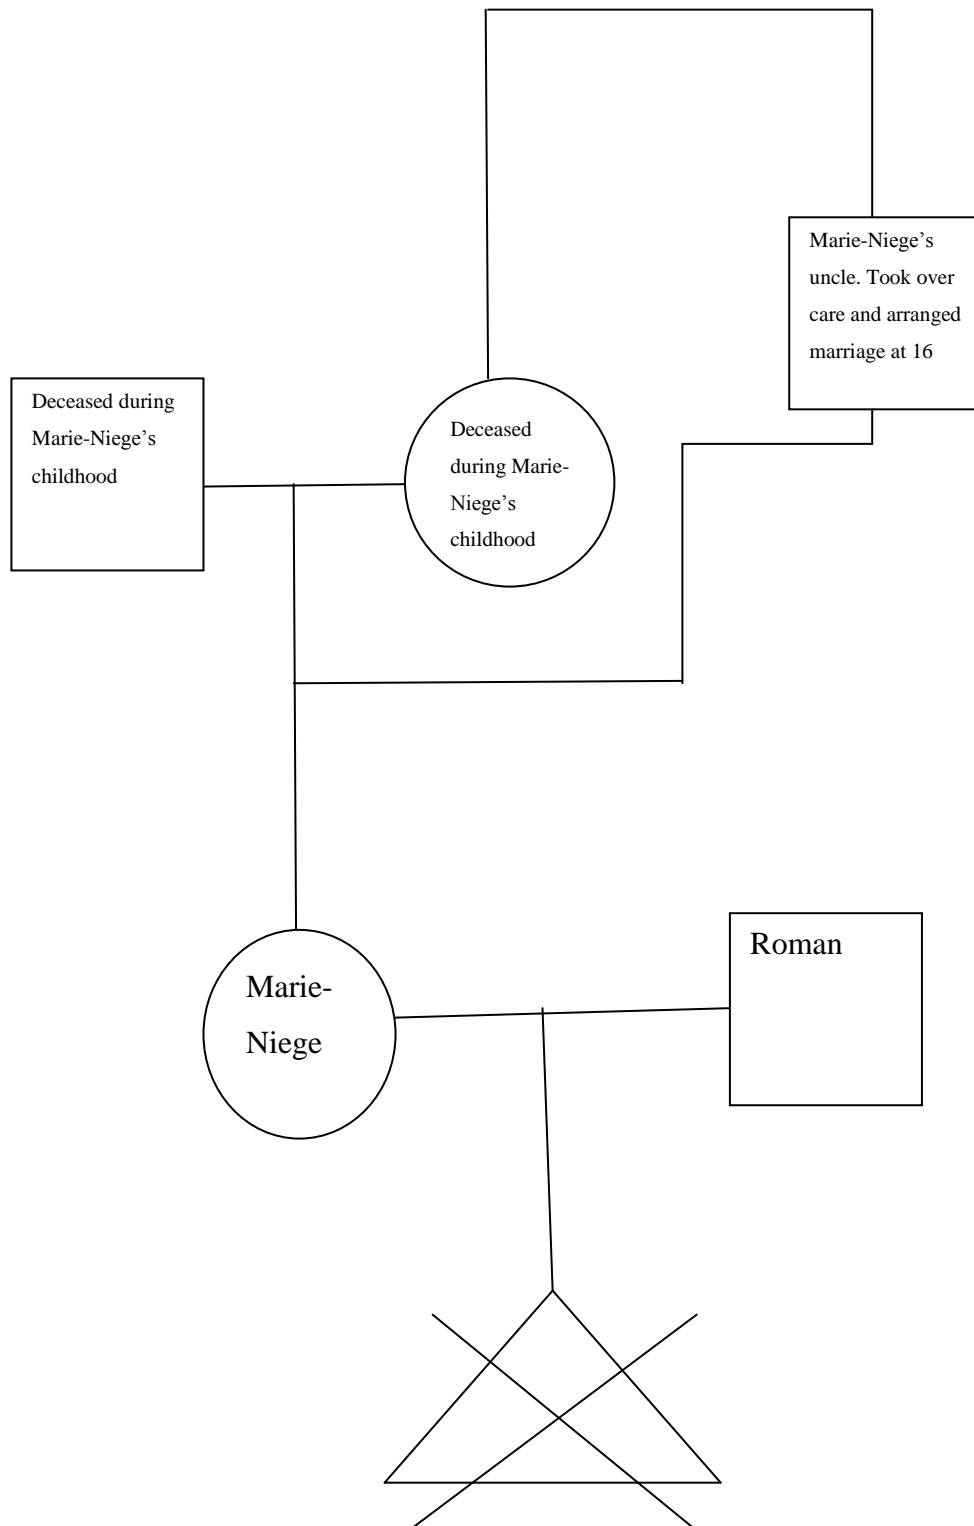 Marie-Niege’s
uncle. Took over
care and arranged
marriage at 16
Deceased during
Marie-Niege’s
childhood
Deceased
during Marie-
Niege’s
childhood
Marie-
Niege
Roman